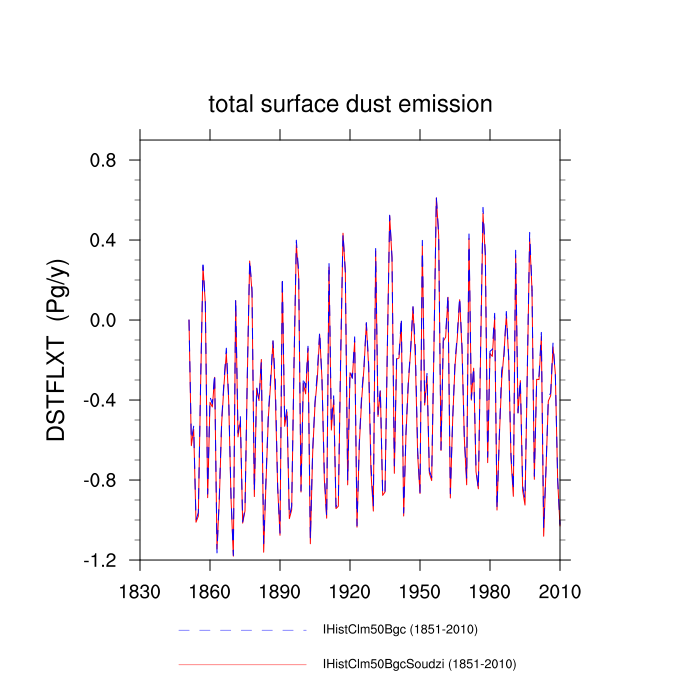 total surface dust emission
DSTFLXT (Pg/y)
0.8
0.4
0.0
-0.4
-0.8
-1.2
1830 1860 1890 1920 1950 1980 2010
IHistClm50Bgc (1851-2010)
IHistClm50BgcSoudzi (1851-2010)